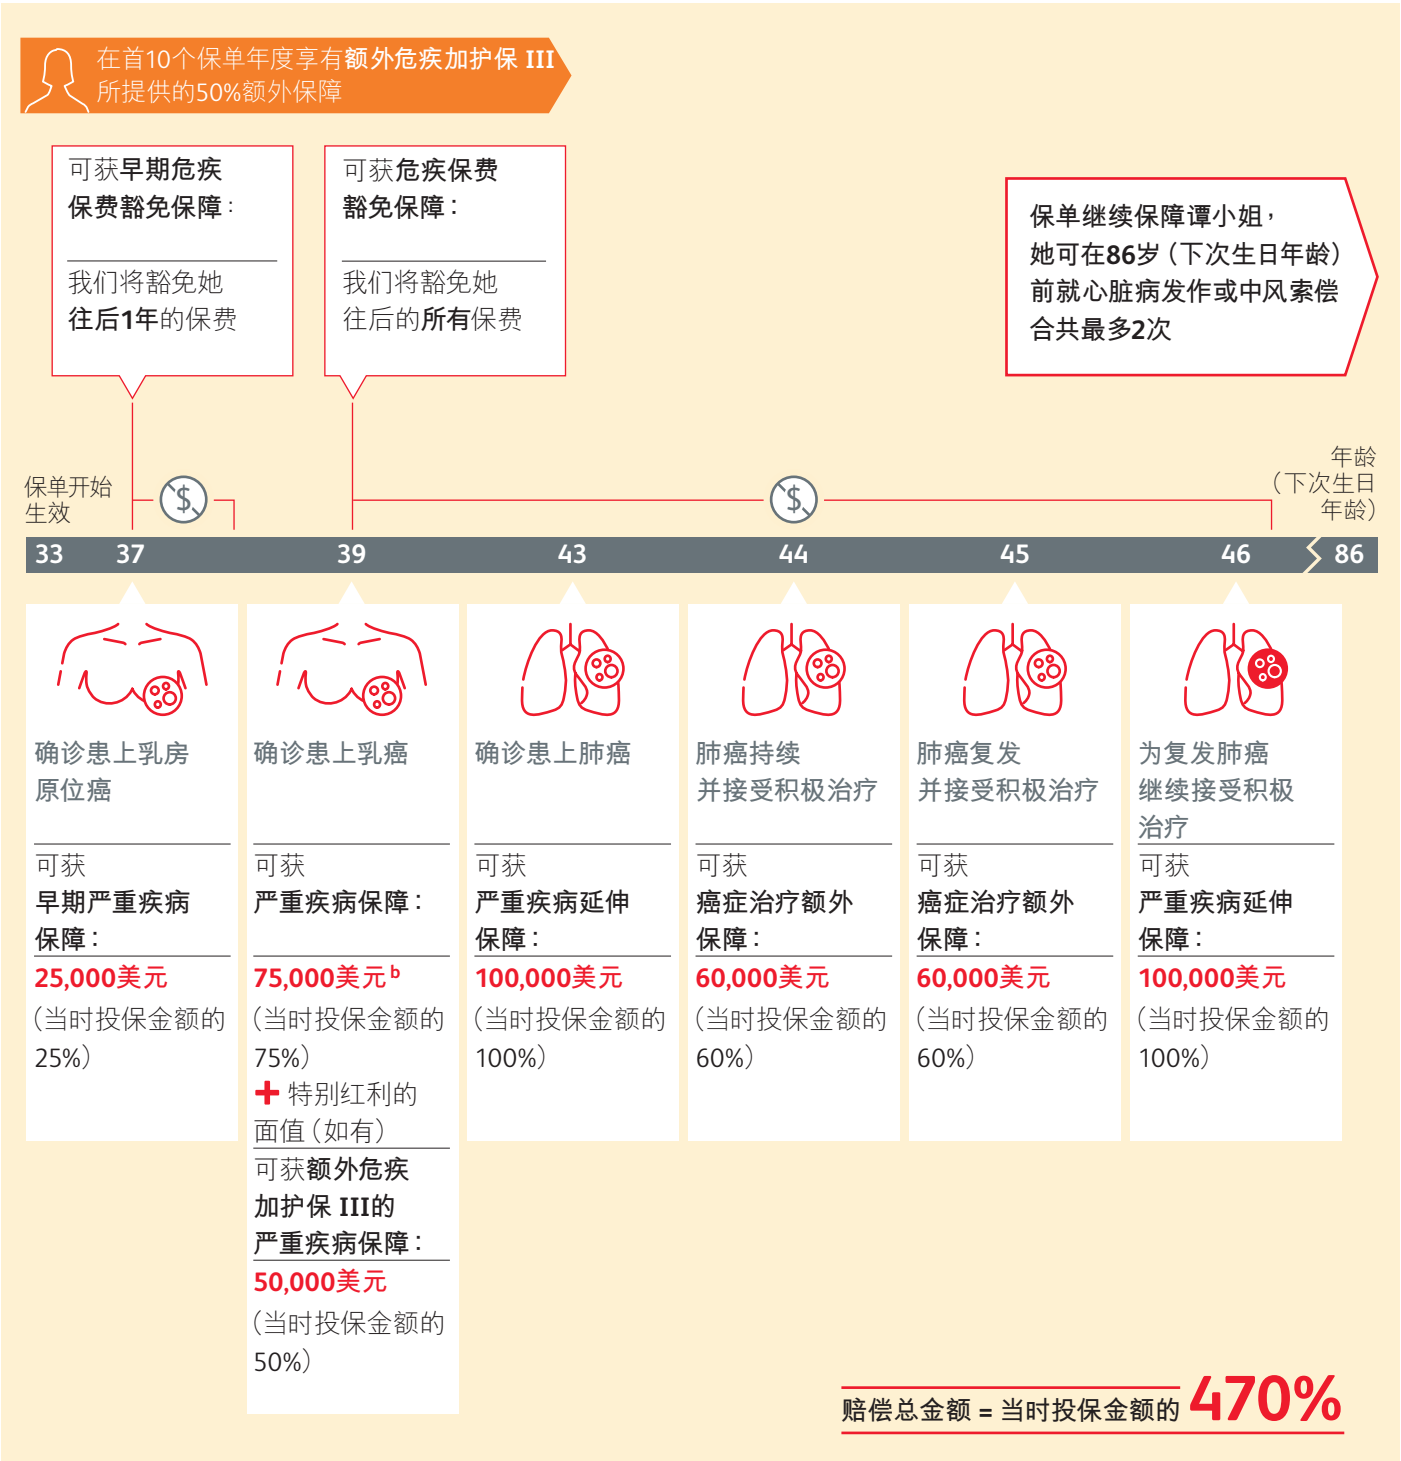 在首10个保单年度享有额外危疾加护保 III
所提供的50%额外保障
可获早期危疾
保费豁免保障：
我们将豁免她
往后1年的保费
可获危疾保费
豁免保障：
我们将豁免她
往后的所有保费
保单继续保障谭小姐，
她可在86岁（下次生日年龄）
前就心脏病发作或中风索偿
合共最多2次
保单开始
生效
年龄
（下次生日
年龄）
33 37 39 43 44 45 46 86
确诊患上乳房
原位癌
可获
早期严重疾病
保障：
25,000美元
（当时投保金额的
25%）
确诊患上乳癌
可获
严重疾病保障：
75,000美元b
（当时投保金额的
75%）
+ 特别红利的
面值（如有）
可获额外危疾
加护保 III的
严重疾病保障：
50,000美元
（当时投保金额的
50%）
确诊患上肺癌
可获
严重疾病延伸
保障：
100,000美元
（当时投保金额的
100%）
肺癌持续
并接受积极治疗
可获
癌症治疗额外
保障：
60,000美元
（当时投保金额的
60%）
肺癌复发
并接受积极治疗
可获
癌症治疗额外
保障：
60,000美元
（当时投保金额的
60%）
为复发肺癌
继续接受积极
治疗
可获
严重疾病延伸
保障：
100,000美元
（当时投保金额的
100%）
赔偿总金额 = 当时投保金额的 470%